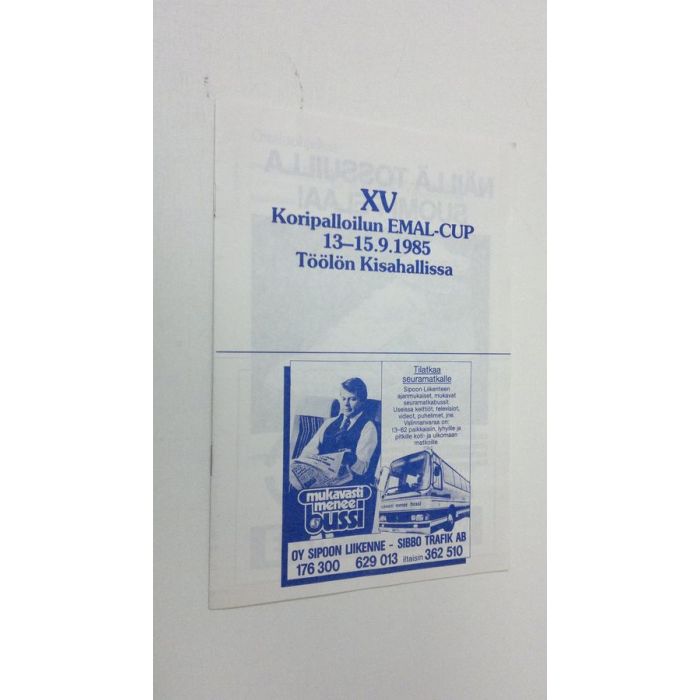 XV
Koripalloilun EMAL-CUP
13–15.9.1985
Töölön Kisahallissa
Tilatkaa
seuramatkalle
Sipoon Liikenteen
ajanmukaiset, mukavat
seuramatkabussit.
Useissa keittiöt, televisiot,
videot, puhelimet, jne.
Valinnanvaraa on:
13–62 paikkaisin, lyhyille ja
pitkille koti- ja ulkomaan
matkoille
mukavasti
menee
bussi
OY SIPOON LIIKENNE - SIBBO TRAFIK AB
176 300 629 013 iltaisin 362 510